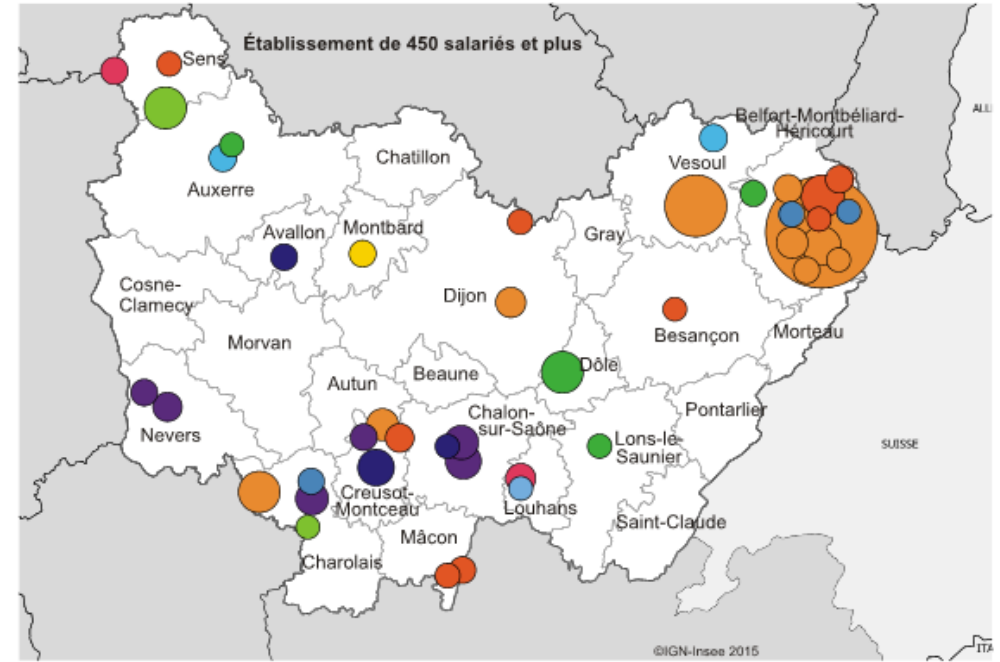 Établissement de 450 salariés et plus
Sens
Belfort-Montbéliard-
Héricourt
ALL
Chatillon
Vesoul
Auxerre
Avallon
Montbard
Gray
Cosne-
Clamecy
Dijon
Besançon
Morteau
Morvan
Autun
Beaune
Dôle
Pontarlier
Chalon-
sur-Saône
Nevers
Lons-le-
Saunier
SUISSE
Creusot-
Montceau
Louhans
Saint-Claude
Mâcon
Charolais
©IGN-Insee 2015
ITA